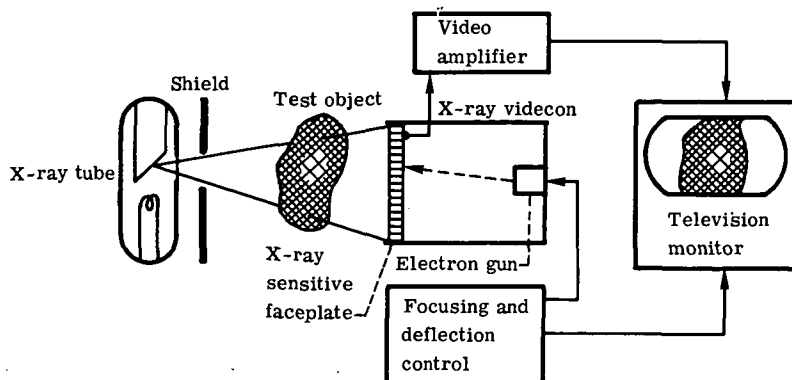 Video
amplifier
Shield
Test object
X-ray videcon
X-ray tube
Television
monitor
X-ray
sensitive
faceplate
Electron gun
Focusing and
deflection
control